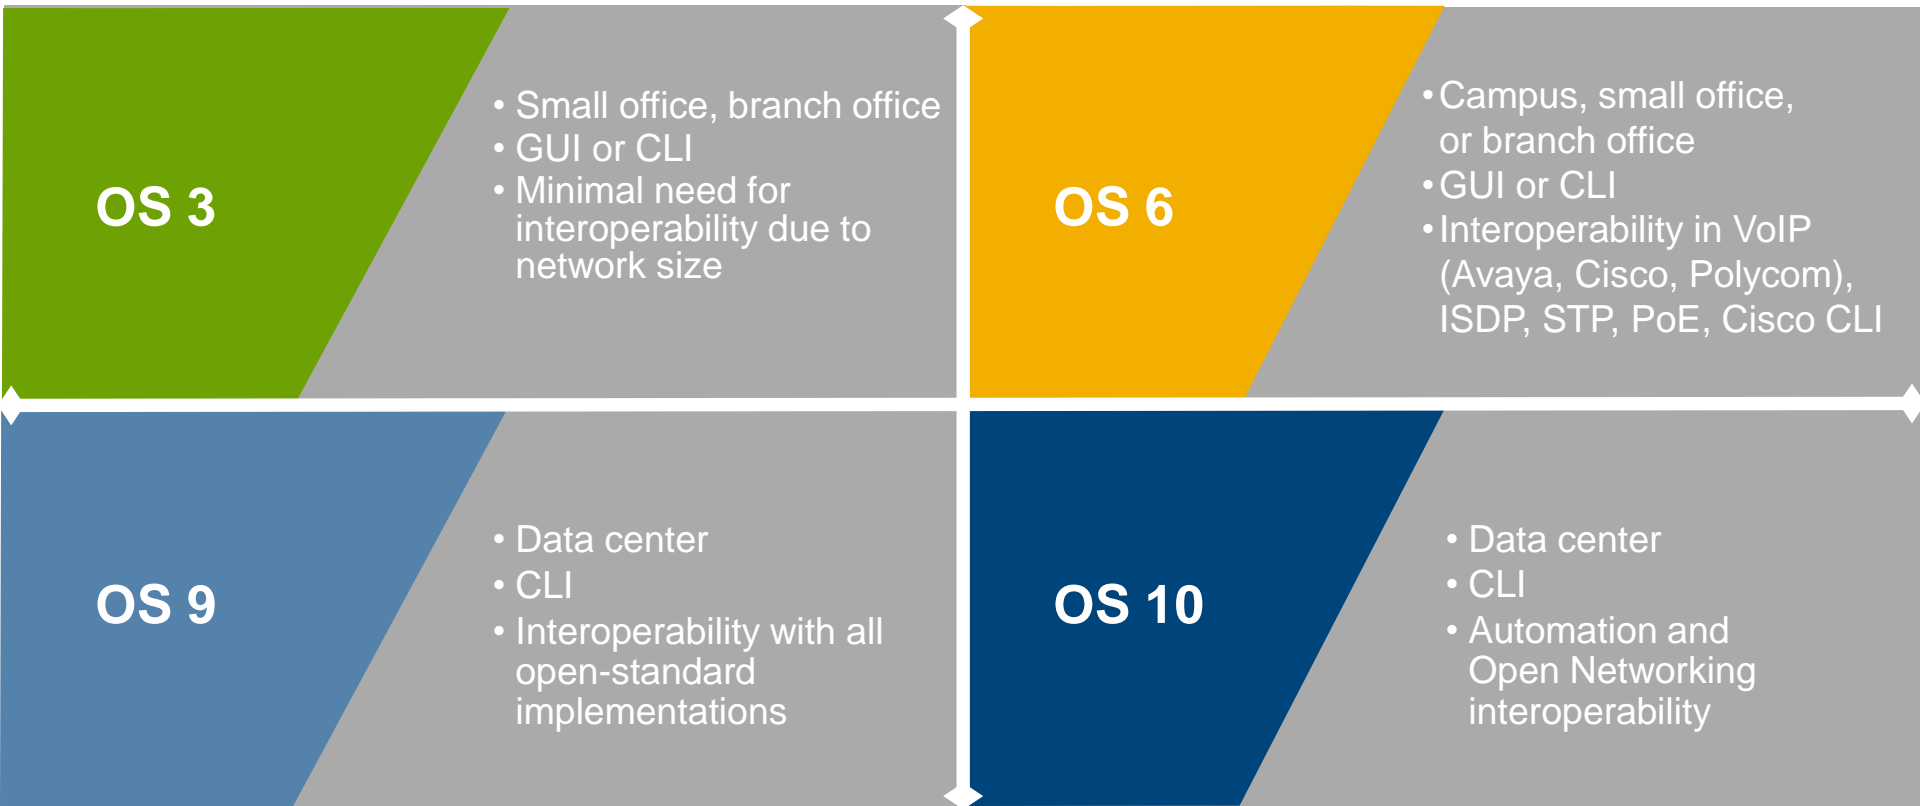 OS 3
• Small office, branch office
• GUI or CLI
• Minimal need for
interoperability due to
network size
OS 6
• Campus, small office,
or branch office
• GUI or CLI
• Interoperability in VoIP
(Avaya, Cisco, Polycom),
ISDP, STP, PoE, Cisco CLI
OS 9
• Data center
• CLI
• Interoperability with all
open-standard
implementations
OS 10
• Data center
• CLI
• Automation and
Open Networking
interoperability